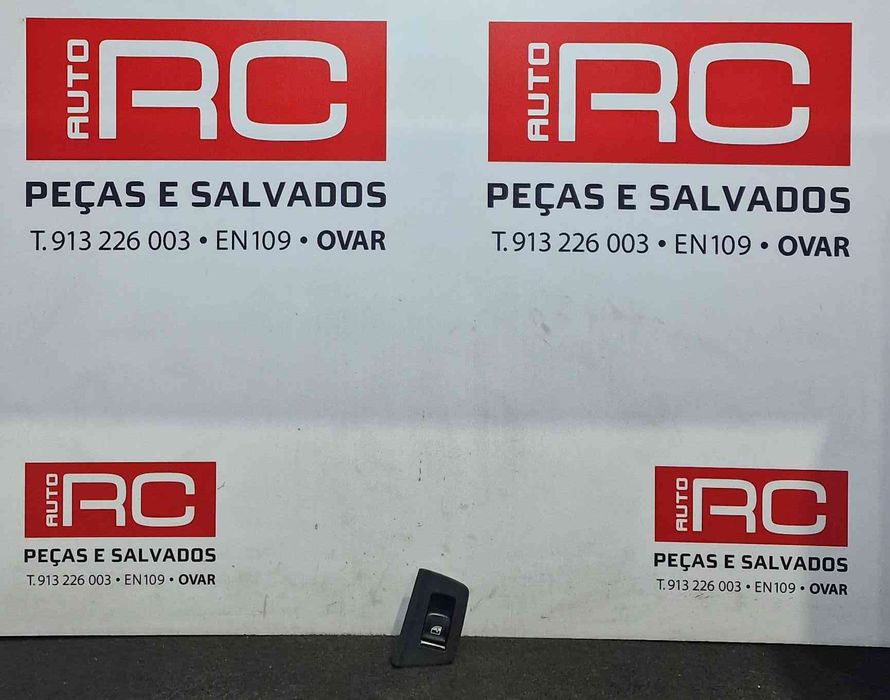 AUTO RC
PEÇAS E SALVADOS
T. 913 226 003 • EN109 • OVAR
AUTO RC
PEÇAS E SALVADOS
T. 913 226 003 • EN109 • OVAR
AUTO RC
PEÇAS E SALVADOS
T. 913 226 003 • EN109 • OVAR
AUTO RC
PEÇAS E SALVADOS
T. 913 226 003 • EN109 • OVAR